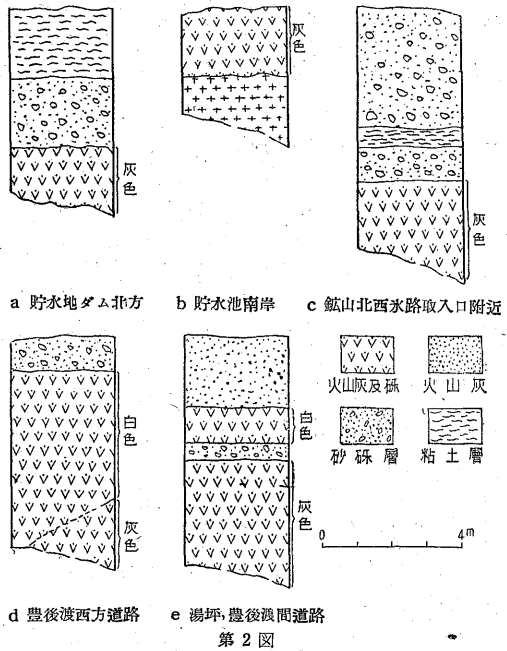 灰色
灰色
灰色
a 貯水地ダム北方
b 貯水池南岸
c 鉱山北西氷路取入口附近
白色
灰色
白色
灰色
火山灰及砾
火山灰
砂砾層
粘土層
0
4m
d 豊後渡西方道路
e 湯坪,豊後渡間道路
第2図